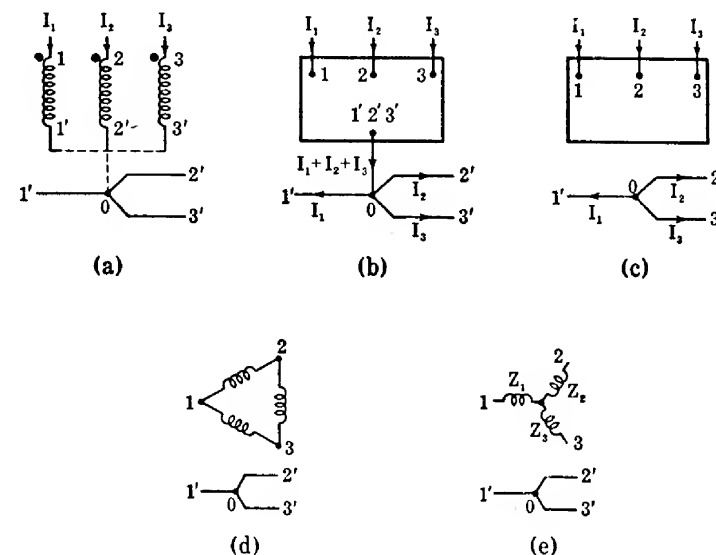 I₁ I₂ I₃
1 2 3
1' 2' 3'
1' 0 2'
3'
(a)
I₁ I₂ I₃
1 2 3
1' 2' 3'
I₁+I₂+I₃
1' I₁ 0 I₂ 2'
I₃ 3'
(b)
I₁ I₂ I₃
1 2 3
1' I₁ 0 I₂ 2
I₃ 3
(c)
1 2
3
1' 0 2'
3'
(d)
1 Z₁ 2 Z₂
Z₃ 3
1' 0 2'
3'
(e)